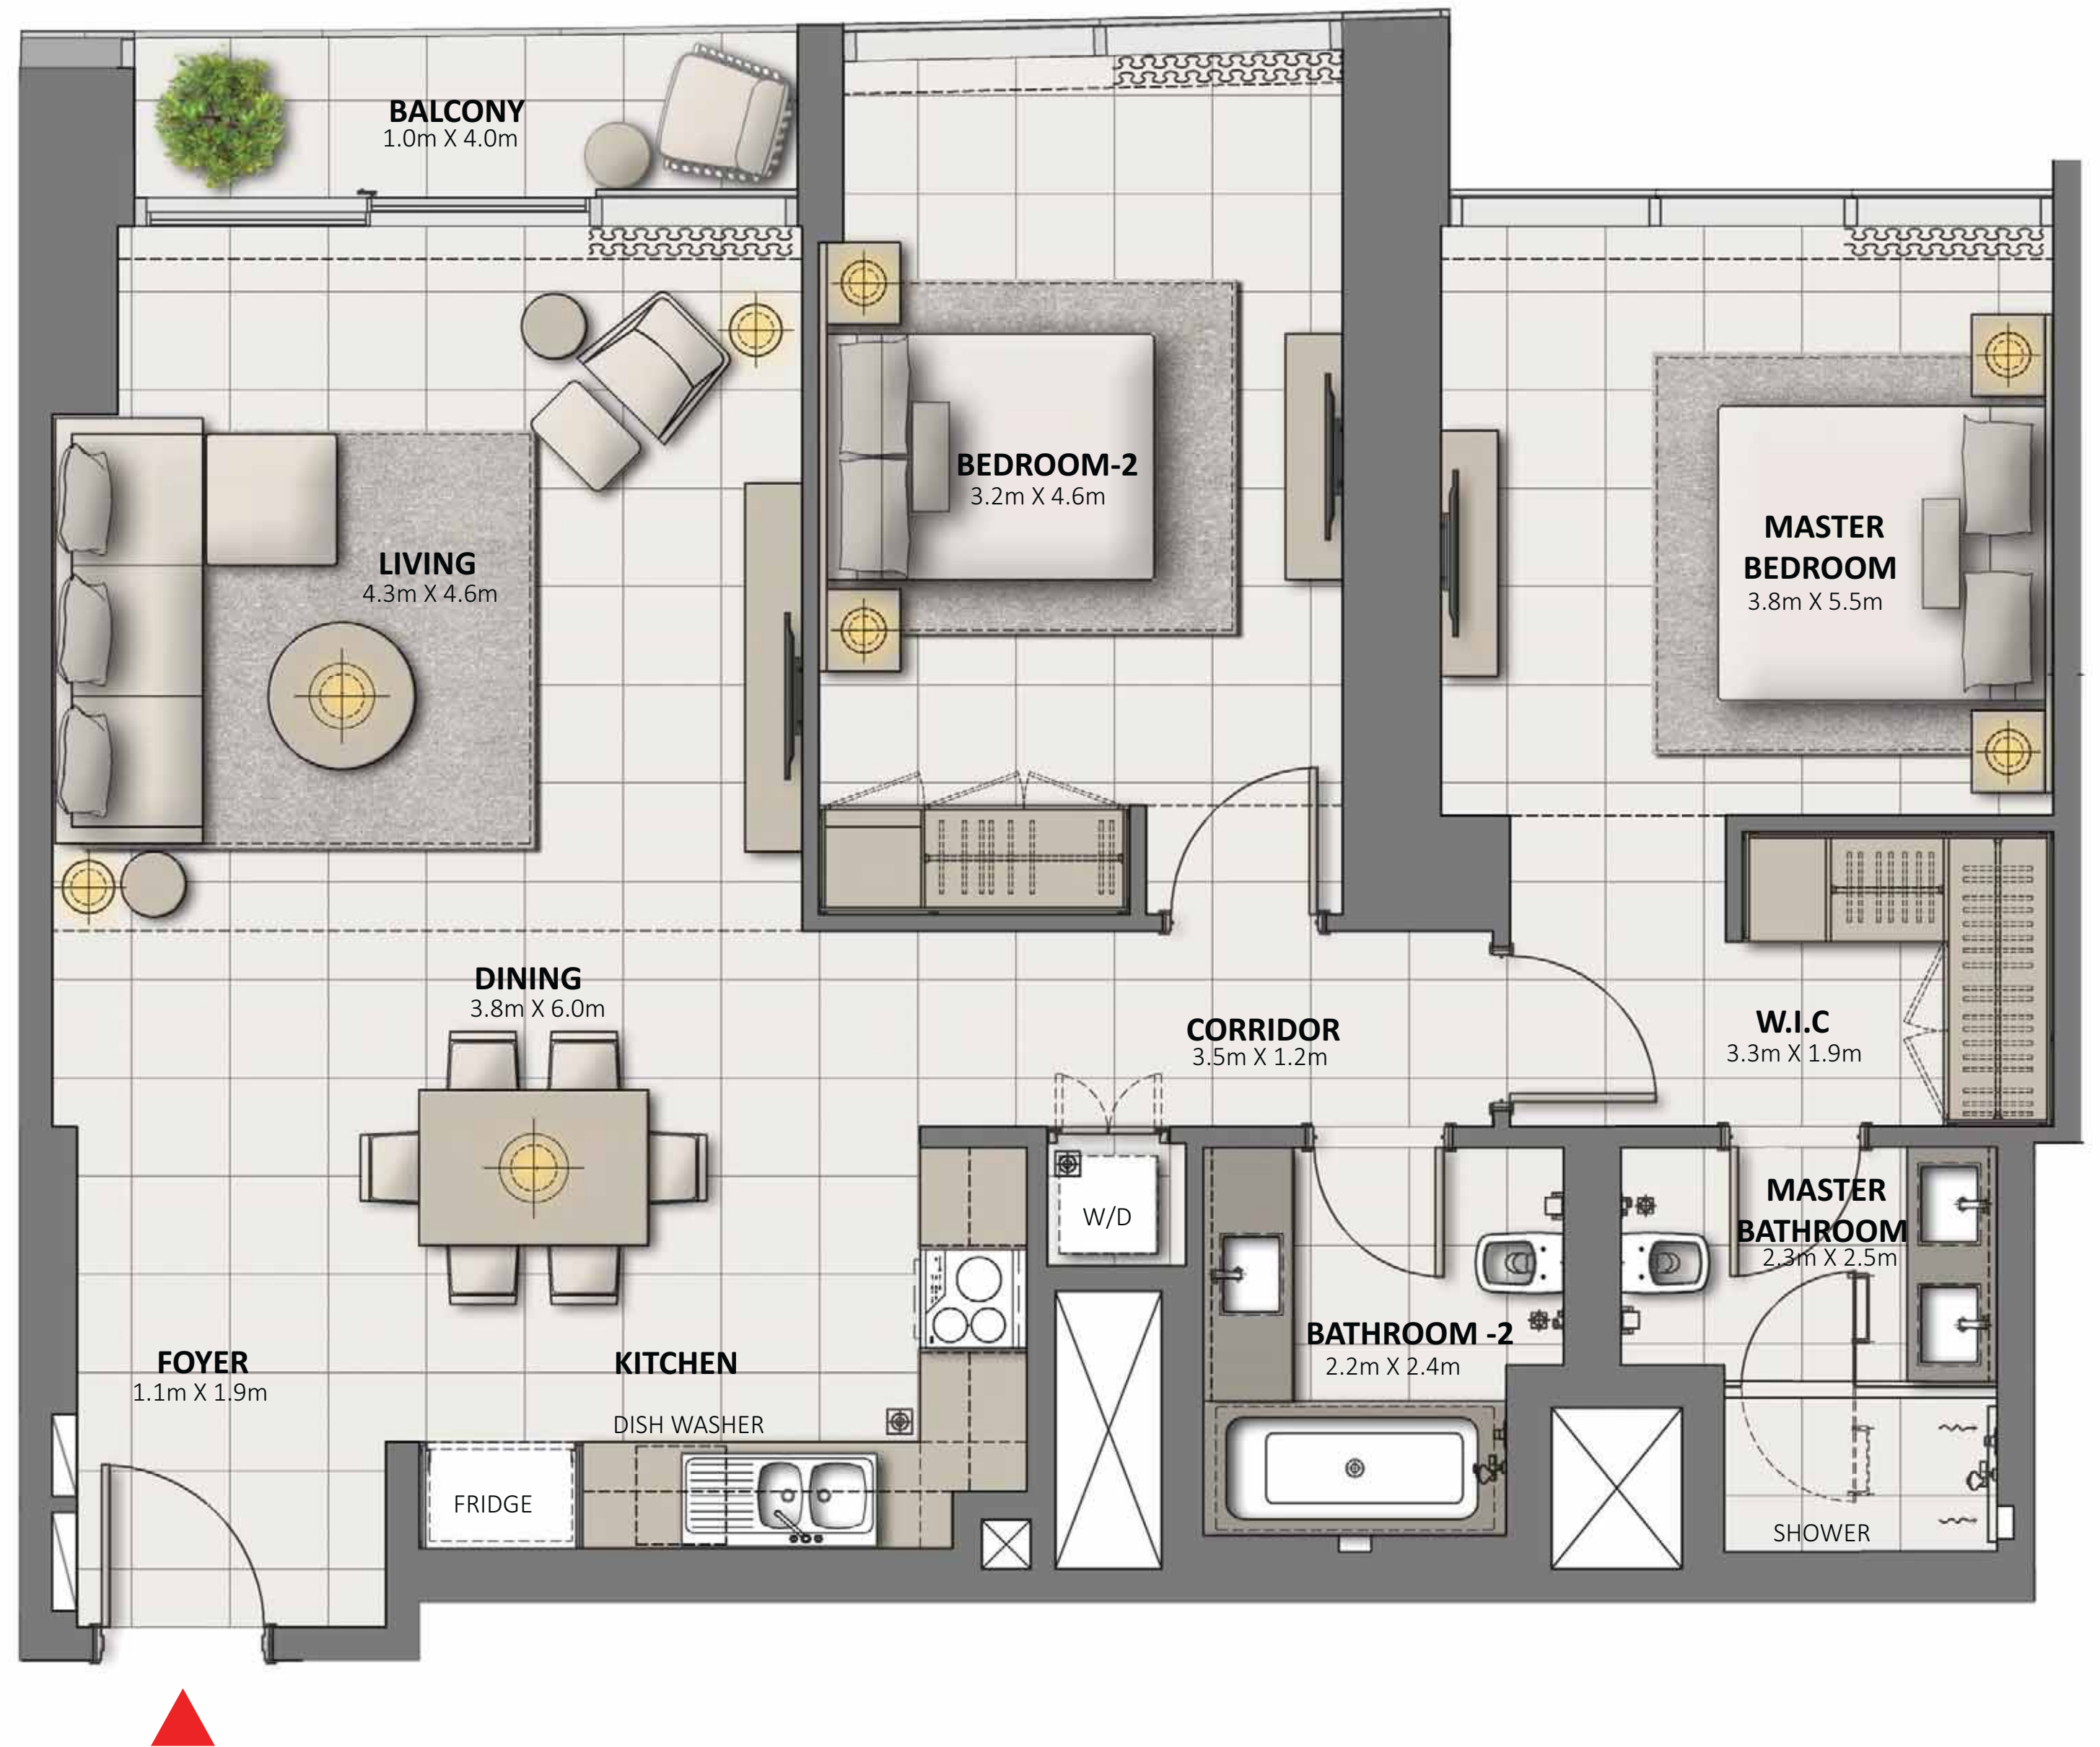 BALCONY
1.0m X 4.0m
BEDROOM-2
3.2m X 4.6m
MASTER
BEDROOM
3.8m X 5.5m
LIVING
4.3m X 4.6m
DINING
3.8m X 6.0m
CORRIDOR
3.5m X 1.2m
W.I.C
3.3m X 1.9m
W/D
MASTER
BATHROOM
2.3m X 2.5m
BATHROOM -2
2.2m X 2.4m
FOYER
1.1m X 1.9m
KITCHEN
DISH WASHER
FRIDGE
SHOWER